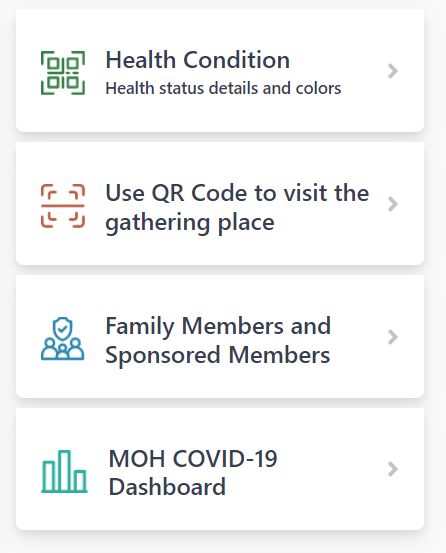 Health Condition
Health status details and colors
Use QR Code to visit the
gathering place
Family Members and
Sponsored Members
MOH COVID-19
Dashboard